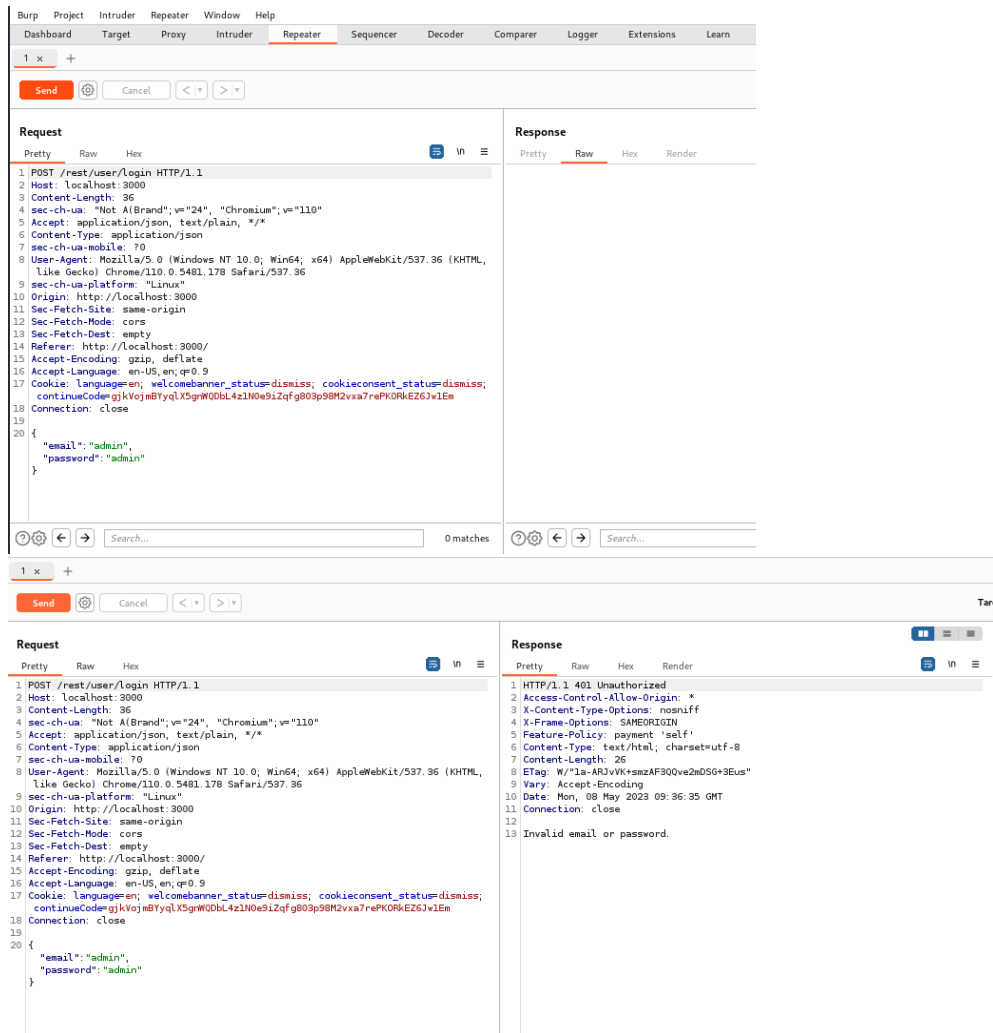 Burp Project Intruder Repeater Window Help
Dashboard Target Proxy Intruder Repeater Sequencer Decoder Comparer Logger Extensions Learn
1 × +
Send Cancel < | ▾ > | ▾
Request
Pretty Raw Hex
\n
1 POST /rest/user/login HTTP/1.1
2 Host: localhost:3000
3 Content-Length: 36
4 sec-ch-ua: "Not A(Brand";v="24", "Chromium";v="110"
5 Accept: application/json, text/plain, */*
6 Content-Type: application/json
7 sec-ch-ua-mobile: ?0
8 User-Agent: Mozilla/5.0 (Windows NT 10.0; Win64; x64) AppleWebKit/537.36 (KHTML,
like Gecko) Chrome/110.0.5481.178 Safari/537.36
9 sec-ch-ua-platform: "Linux"
10 Origin: http://localhost:3000
11 Sec-Fetch-Site: same-origin
12 Sec-Fetch-Mode: cors
13 Sec-Fetch-Dest: empty
14 Referer: http://localhost:3000/
15 Accept-Encoding: gzip, deflate
16 Accept-Language: en-US,en;q=0.9
17 Cookie: language=en; welcomebanner_status=dismiss; cookieconsent_status=dismiss;
continueCode=gjkVojmBYyqlX5gnWQDbL4z1N0e9iZqfg803p98M2vxa7rePKORkEZ6Jw1Em
18 Connection: close
19
20 {
"email":"admin",
"password":"admin"
}
Search... 0 matches
Response
Pretty Raw Hex Render
Search...
1 × +
Send Cancel < | ▾ > | ▾ Tar
Request
Pretty Raw Hex
\n
1 POST /rest/user/login HTTP/1.1
2 Host: localhost:3000
3 Content-Length: 36
4 sec-ch-ua: "Not A(Brand";v="24", "Chromium";v="110"
5 Accept: application/json, text/plain, */*
6 Content-Type: application/json
7 sec-ch-ua-mobile: ?0
8 User-Agent: Mozilla/5.0 (Windows NT 10.0; Win64; x64) AppleWebKit/537.36 (KHTML,
like Gecko) Chrome/110.0.5481.178 Safari/537.36
9 sec-ch-ua-platform: "Linux"
10 Origin: http://localhost:3000
11 Sec-Fetch-Site: same-origin
12 Sec-Fetch-Mode: cors
13 Sec-Fetch-Dest: empty
14 Referer: http://localhost:3000/
15 Accept-Encoding: gzip, deflate
16 Accept-Language: en-US,en;q=0.9
17 Cookie: language=en; welcomebanner_status=dismiss; cookieconsent_status=dismiss;
continueCode=gjkVojmBYyqlX5gnWQDbL4z1N0e9iZqfg803p98M2vxa7rePKORkEZ6Jw1Em
18 Connection: close
19
20 {
"email":"admin",
"password":"admin"
}
Response
Pretty Raw Hex Render
\n
1 HTTP/1.1 401 Unauthorized
2 Access-Control-Allow-Origin: *
3 X-Content-Type-Options: nosniff
4 X-Frame-Options: SAMEORIGIN
5 Feature-Policy: payment 'self'
6 Content-Type: text/html; charset=utf-8
7 Content-Length: 26
8 ETag: W/"1a-ARJvVK+smzAF3QQve2mDSG+3Eus"
9 Vary: Accept-Encoding
10 Date: Mon, 08 May 2023 09:36:35 GMT
11 Connection: close
12
13 Invalid email or password.